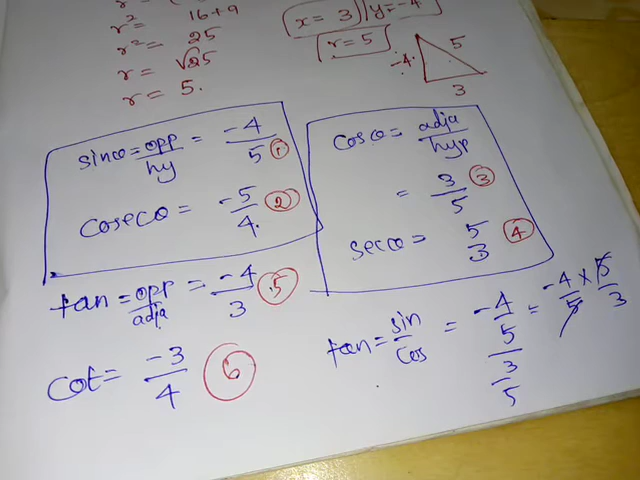 r² = 16+9
r² = 25
r = √25
r = 5.
x = 3 y = -4
r = 5
-4 5
3
sinθ = opp/hy = -4/5 ①
cosecθ = -5/4 ②
cosθ = adja/hyp
= 3/5 ③
secθ = 5/3 ④
tan = opp/adja = -4/3 ⑤
cot = -3/4 ⑥
tan = sin/cos = -4/5/3/5 = -4/5 × 5/3